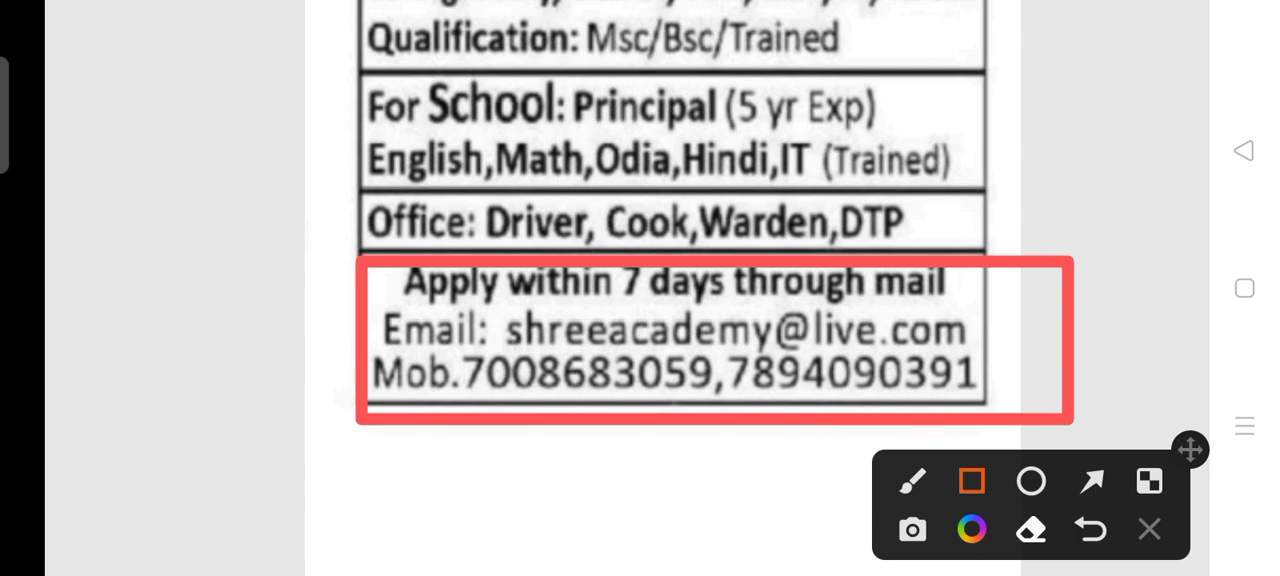 Qualification: Msc/Bsc/Trained
For School: Principal (5 yr Exp)
English,Math,Odia,Hindi,IT (Trained)
Office: Driver, Cook,Warden,DTP
Apply within 7 days through mail
Email: shreeacademy@live.com
Mob.7008683059,7894090391